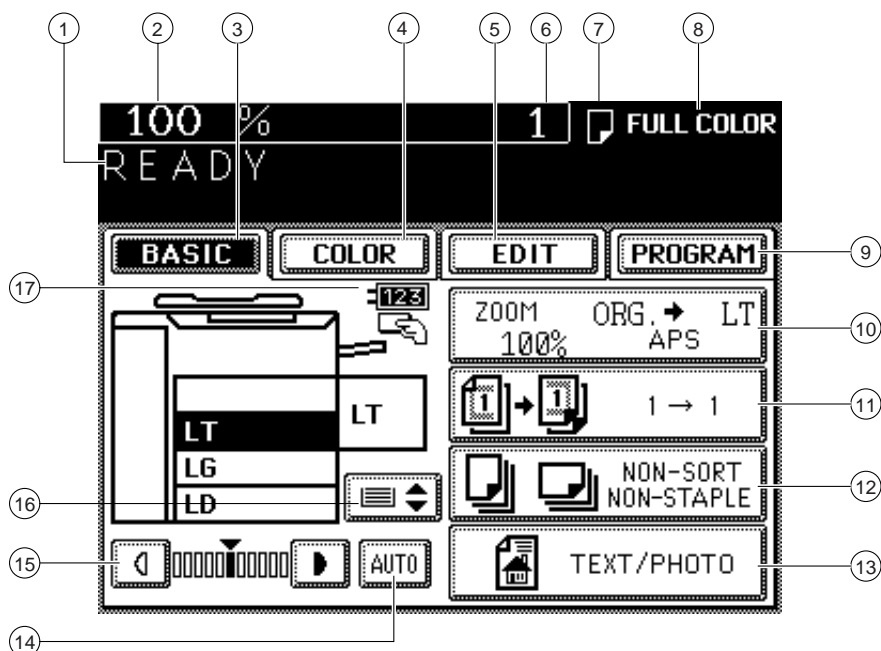 1 2 3 4 5 6 7 8
100 % 1 FULL COLOR
READY
BASIC COLOR EDIT PROGRAM 9
17 123
ZOOM ORG.➔ LT 10
100% APS
1 ➔ 1 1 → 1 11
LT LT
LG
LD
16
NON-SORT 12
NON-STAPLE
15 AUTO
TEXT/PHOTO 13
14